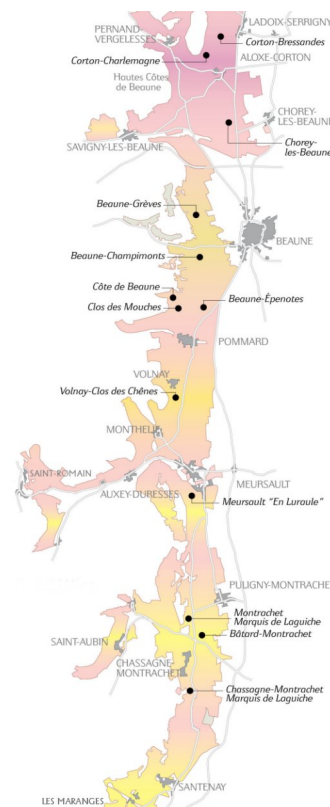 LADOIX-SERRIGNY
PERNAND-
VERGELESSES
Corton-Bressandes
Corton-Charlemagne
ALOXE-CORTON
Hautes Côtes
de Beaune
CHOREY
LES-BEAUNE
SAVIGNY-LES-BEAUNE
Chorey-
les-Beaune
Beaune-Grèves
BEAUNE
Beaune-Champimonts
Côte de Beaune
Clos des Mouches
Beaune-Épenotes
POMMARD
VOLNAY
Volnay-Clos des Chênes
MONTHELIE
SAINT-ROMAIN
MEURSAULT
AUXEY-DURESSES
Meursault “En Luraule”
PULIGNY-MONTRACHET
Montrachet
Marquis de Laguiche
Bâtard-Montrachet
SAINT-AUBIN
CHASSAGNE-
MONTRACHET
Chassagne-Montrachet
Marquis de Laguiche
SANTENAY
LES MARANGES